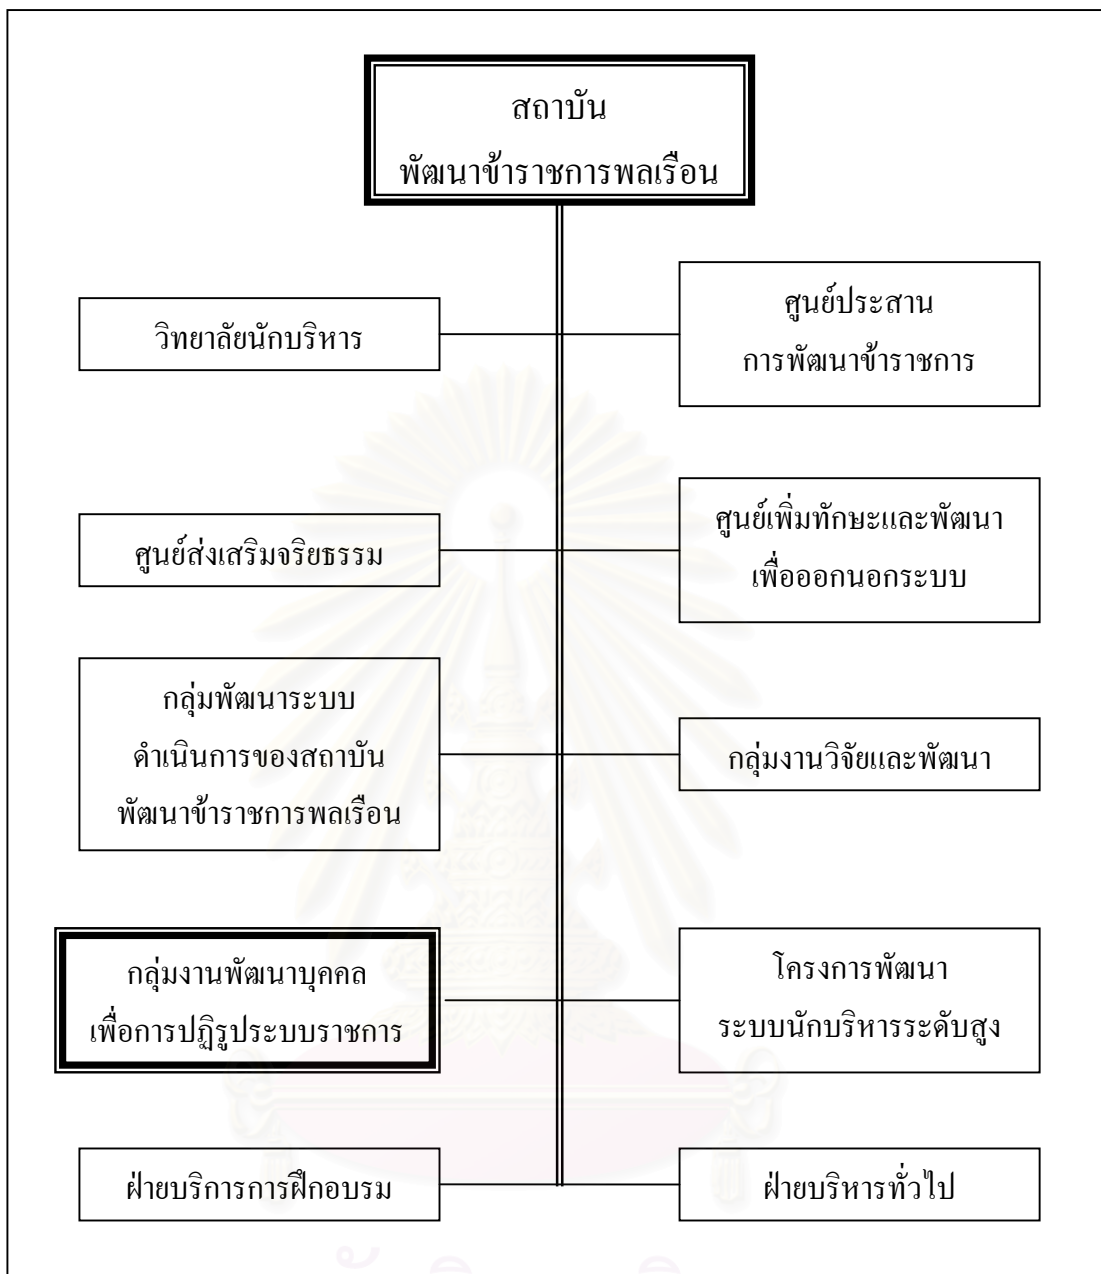 สถาบัน
พัฒนาข้าราชการพลเรือน
วิทยาลัยนักบริหาร
ศูนย์ประสาน
การพัฒนาข้าราชการ
ศูนย์ส่งเสริมจริยธรรม
ศูนย์เพิ่มทักษะและพัฒนา
เพื่อออกนอกระบบ
กลุ่มพัฒนาระบบ
ดำเนินการของสถาบัน
พัฒนาข้าราชการพลเรือน
กลุ่มงานวิจัยและพัฒนา
กลุ่มงานพัฒนาบุคคล
เพื่อการปฏิรูประบบราชการ
โครงการพัฒนา
ระบบนักบริหารระดับสูง
ฝ่ายบริการการฝึกอบรม
ฝ่ายบริหารทั่วไป